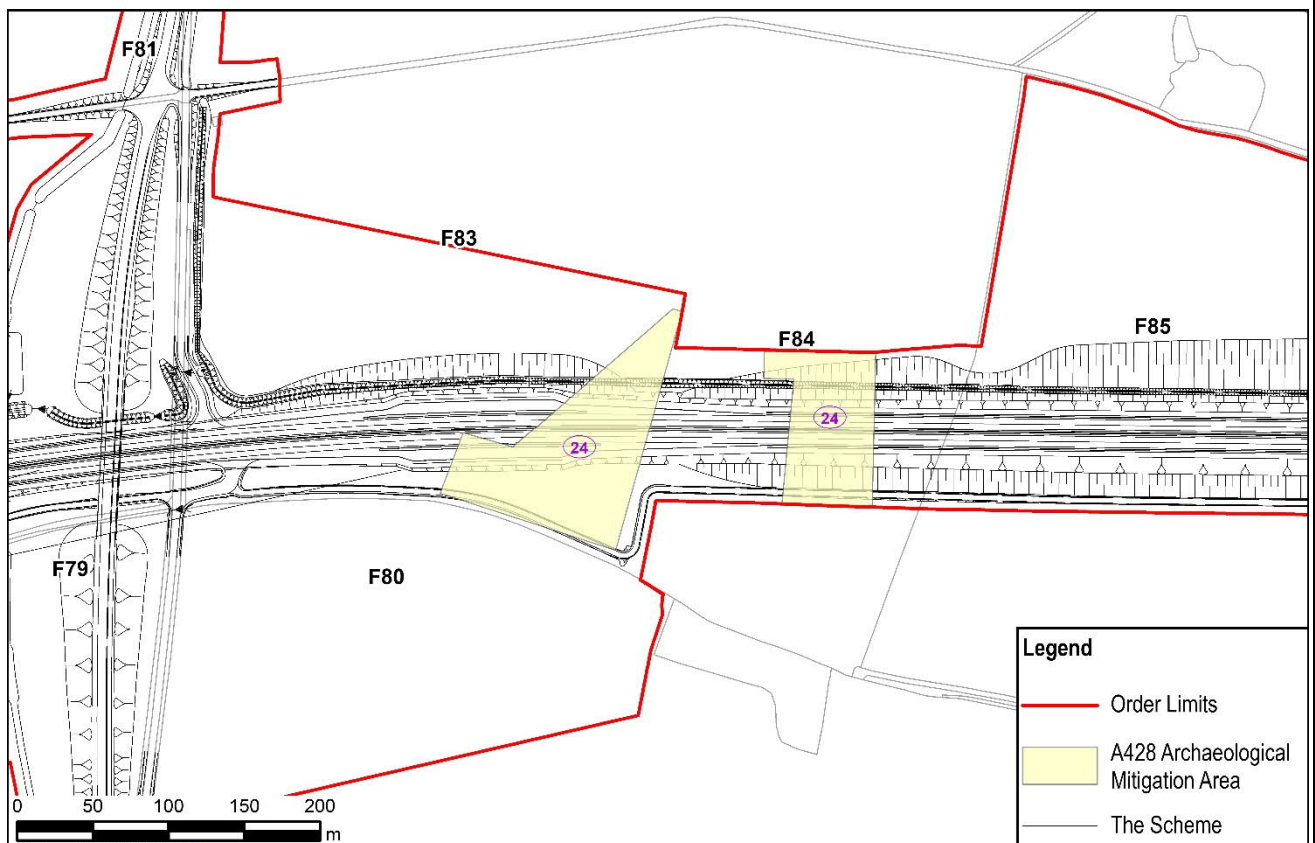 F81
F83
F84
F85
24
24
F79
F80
Legend
Order Limits
A428 Archaeological
Mitigation Area
The Scheme
0 50 100 150 200
m